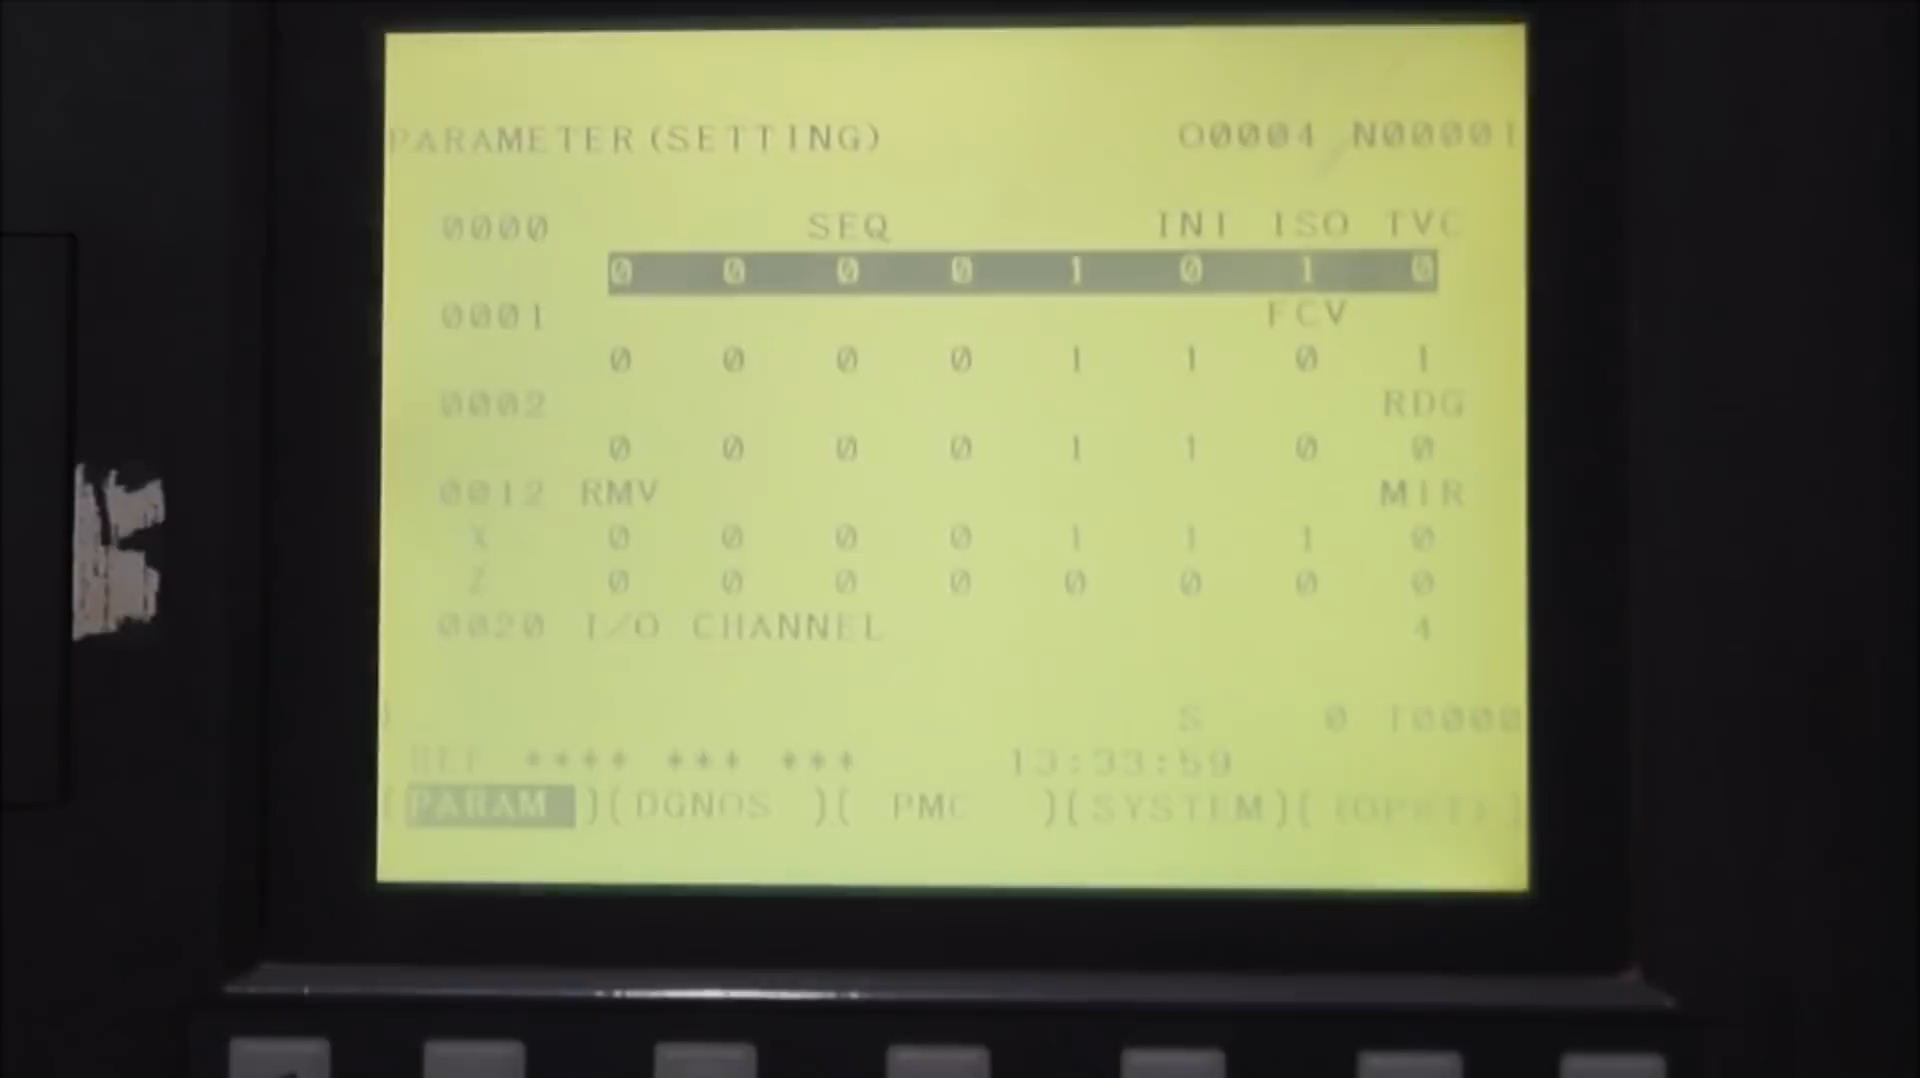 PARAMETER (SETTING) O0004 N00001
0000 SEQ INI ISO TVC
0 0 0 0 1 0 1 0
0001 FCV
0 0 0 0 1 1 0 1
0002 RDG
0 0 0 0 1 1 0 0
0012 RMV MIR
X 0 0 0 0 1 1 1 0
Z 0 0 0 0 0 0 0 0
0020 I/O CHANNEL 4
S 0 T0000
REF **** *** *** 13:33:59
[PARAM ][DGNOS ][ PMC ][SYSTEM][(OPRT)]